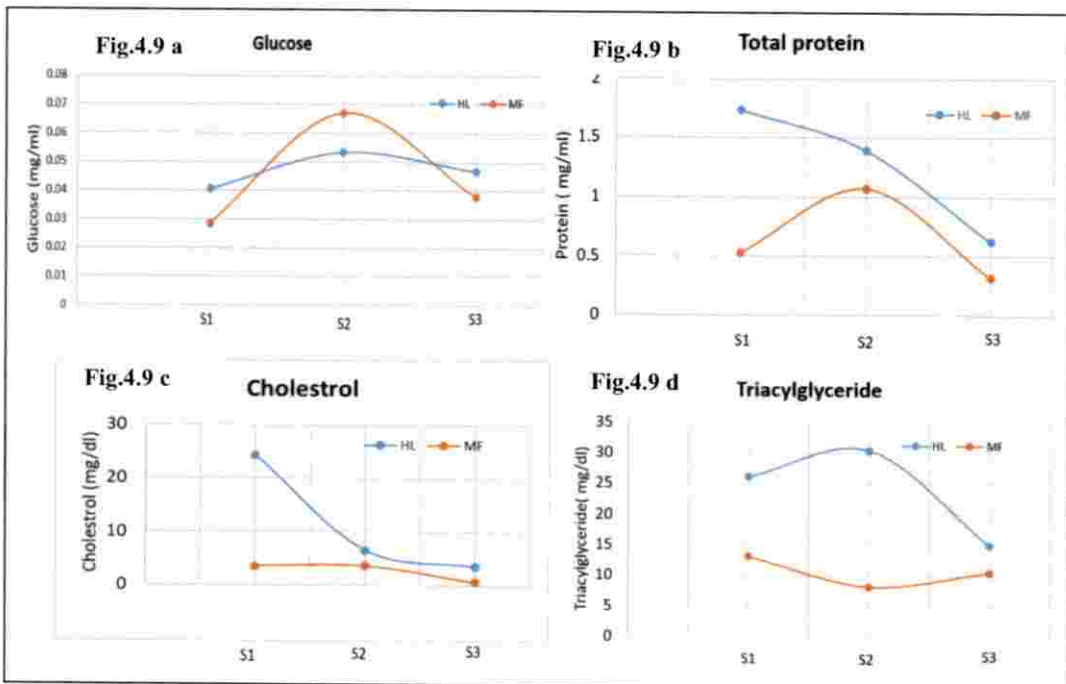 Fig.4.9 a
Glucose
Glucose (mg/ml)
0.08
0.07
0.06
0.05
0.04
0.03
0.02
0.01
0
HL MF
S1 S2 S3
Fig.4.9 b
Total protein
Protein ( mg/ml)
2
1.5
1
0.5
0
HL MF
S1 S2 S3
Fig.4.9 c
Cholestrol
Cholestrol (mg/dl)
30
20
10
0
HL MF
S1 S2 S3
Fig.4.9 d
Triacylglyceride
Triacylglyceride( mg/dl)
35
30
25
20
15
10
5
0
HL MF
S1 S2 S3